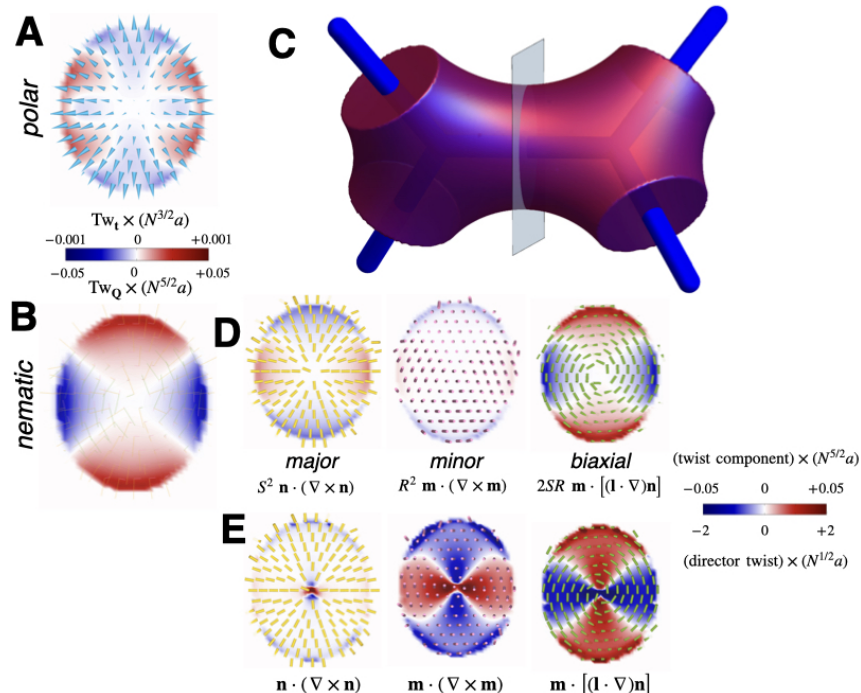 A
polar
Tw_t × (N^{3/2}a)
−0.001 0 +0.001
−0.05 0 +0.05
Tw_Q × (N^{5/2}a)
B
nematic
C
D
major minor biaxial
S² n · (∇ × n) R² m · (∇ × m) 2SR m · [(l · ∇)n]
(twist component) × (N^{5/2}a)
−0.05 0 +0.05
−2 0 +2
(director twist) × (N^{1/2}a)
E
n · (∇ × n) m · (∇ × m) m · [(l · ∇)n]